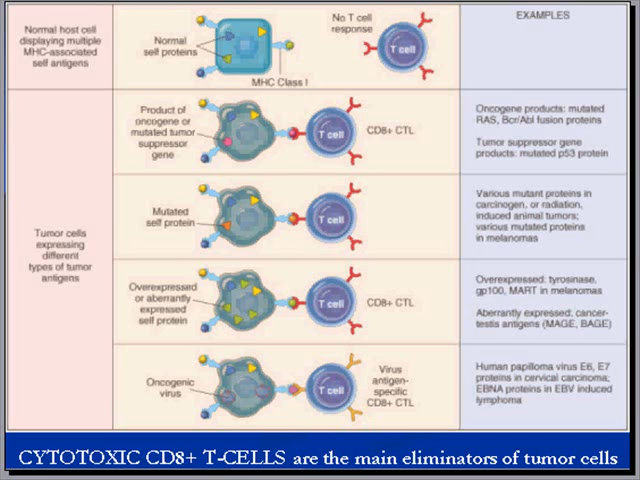 EXAMPLES
Normal host cell
displaying multiple
MHC-associated
self antigens
Normal
self proteins
MHC Class I
No T cell
response
T cell
Tumor cells
expressing
different
types of tumor
antigens
Product of
oncogene or
mutated tumor
suppressor
gene
T cell
CD8+ CTL
Oncogene products: mutated
RAS, Bcr/Abl fusion proteins
Tumor suppressor gene
products: mutated p53 protein
Mutated
self protein
T cell
Various mutant proteins in
carcinogen, or radiation,
induced animal tumors;
various mutated proteins
in melanomas
Overexpressed
or aberrantly
expressed
self protein
T cell
CD8+ CTL
Overexpressed: tyrosinase,
gp100, MART in melanomas
Aberrantly expressed: cancer-
testis antigens (MAGE, BAGE)
Oncogenic
virus
T cell
Virus
antigen-
specific
CD8+ CTL
Human papilloma virus E6, E7
proteins in cervical carcinoma;
EBNA proteins in EBV induced
lymphoma
CYTOTOXIC CD8+ T-CELLS are the main eliminators of tumor cells